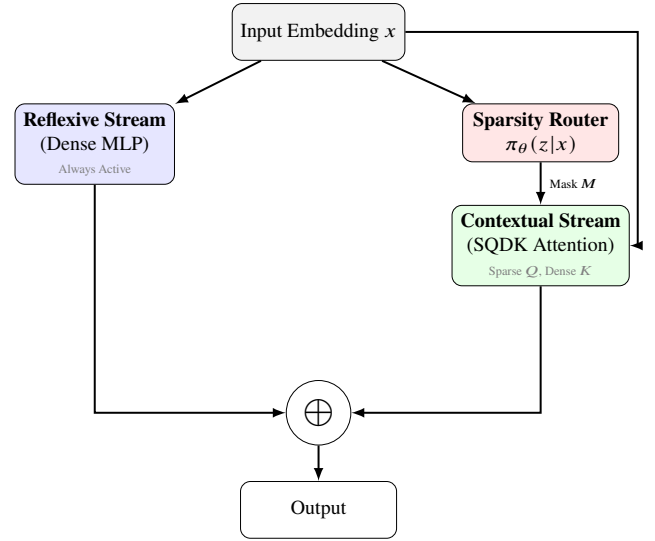 Input Embedding x
Reflexive Stream
(Dense MLP)
Always Active
Sparsity Router
πθ(z|x)
Mask M
Contextual Stream
(SQDK Attention)
Sparse Q, Dense K
Output